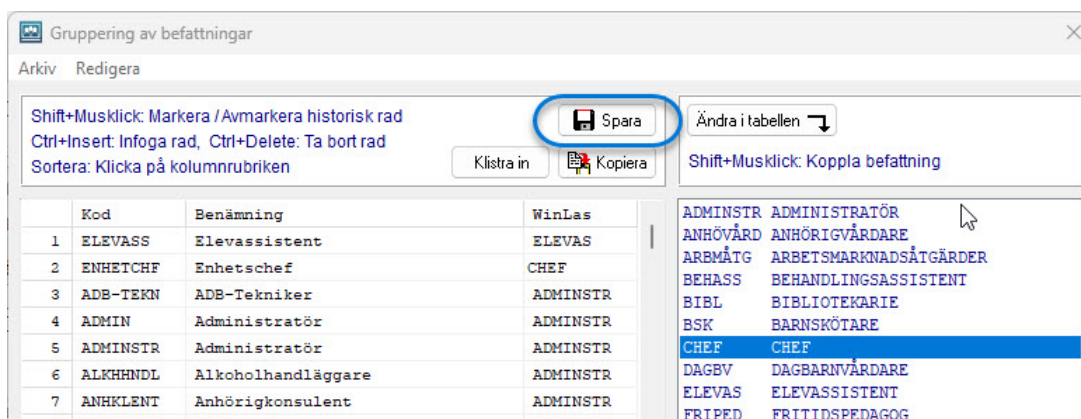 Gruppering av befattningar
Arkiv Redigera
Shift+Musklick: Markera / Avmarkera historisk rad
Ctrl+Insert: Infoga rad, Ctrl+Delete: Ta bort rad
Sortera: Klicka på kolumnrubriken
Spara
Klistra in
Kopiera
Ändra i tabellen
Shift+Musklick: Koppla befattning
Kod Benämning WinLas
1 ELEVASS Elevassistent ELEVAS
2 ENHETCHF Enhetschef CHEF
3 ADB-TEKN ADB-Tekniker ADMINSTR
4 ADMIN Administratör ADMINSTR
5 ADMINSTR Administratör ADMINSTR
6 ALKHHNDL Alkoholhandläggare ADMINSTR
7 ANHKLENT Anhörigkonsulent ADMINSTR
ADMINSTR ADMINISTRATÖR
ANHÖVÅRD ANHÖRIGVÅRDARE
ARBMÅTG ARBETSMARKNADSÅTGÄRDER
BEHASS BEHANDLINGSASSISTENT
BIBL BIBLIOTEKARIE
BSK BARNSKÖTARE
CHEF CHEF
DAGBV DAGBARNVÅRDARE
ELEVAS ELEVASSISTENT
FRIPED FRITIDSPEDAGOG